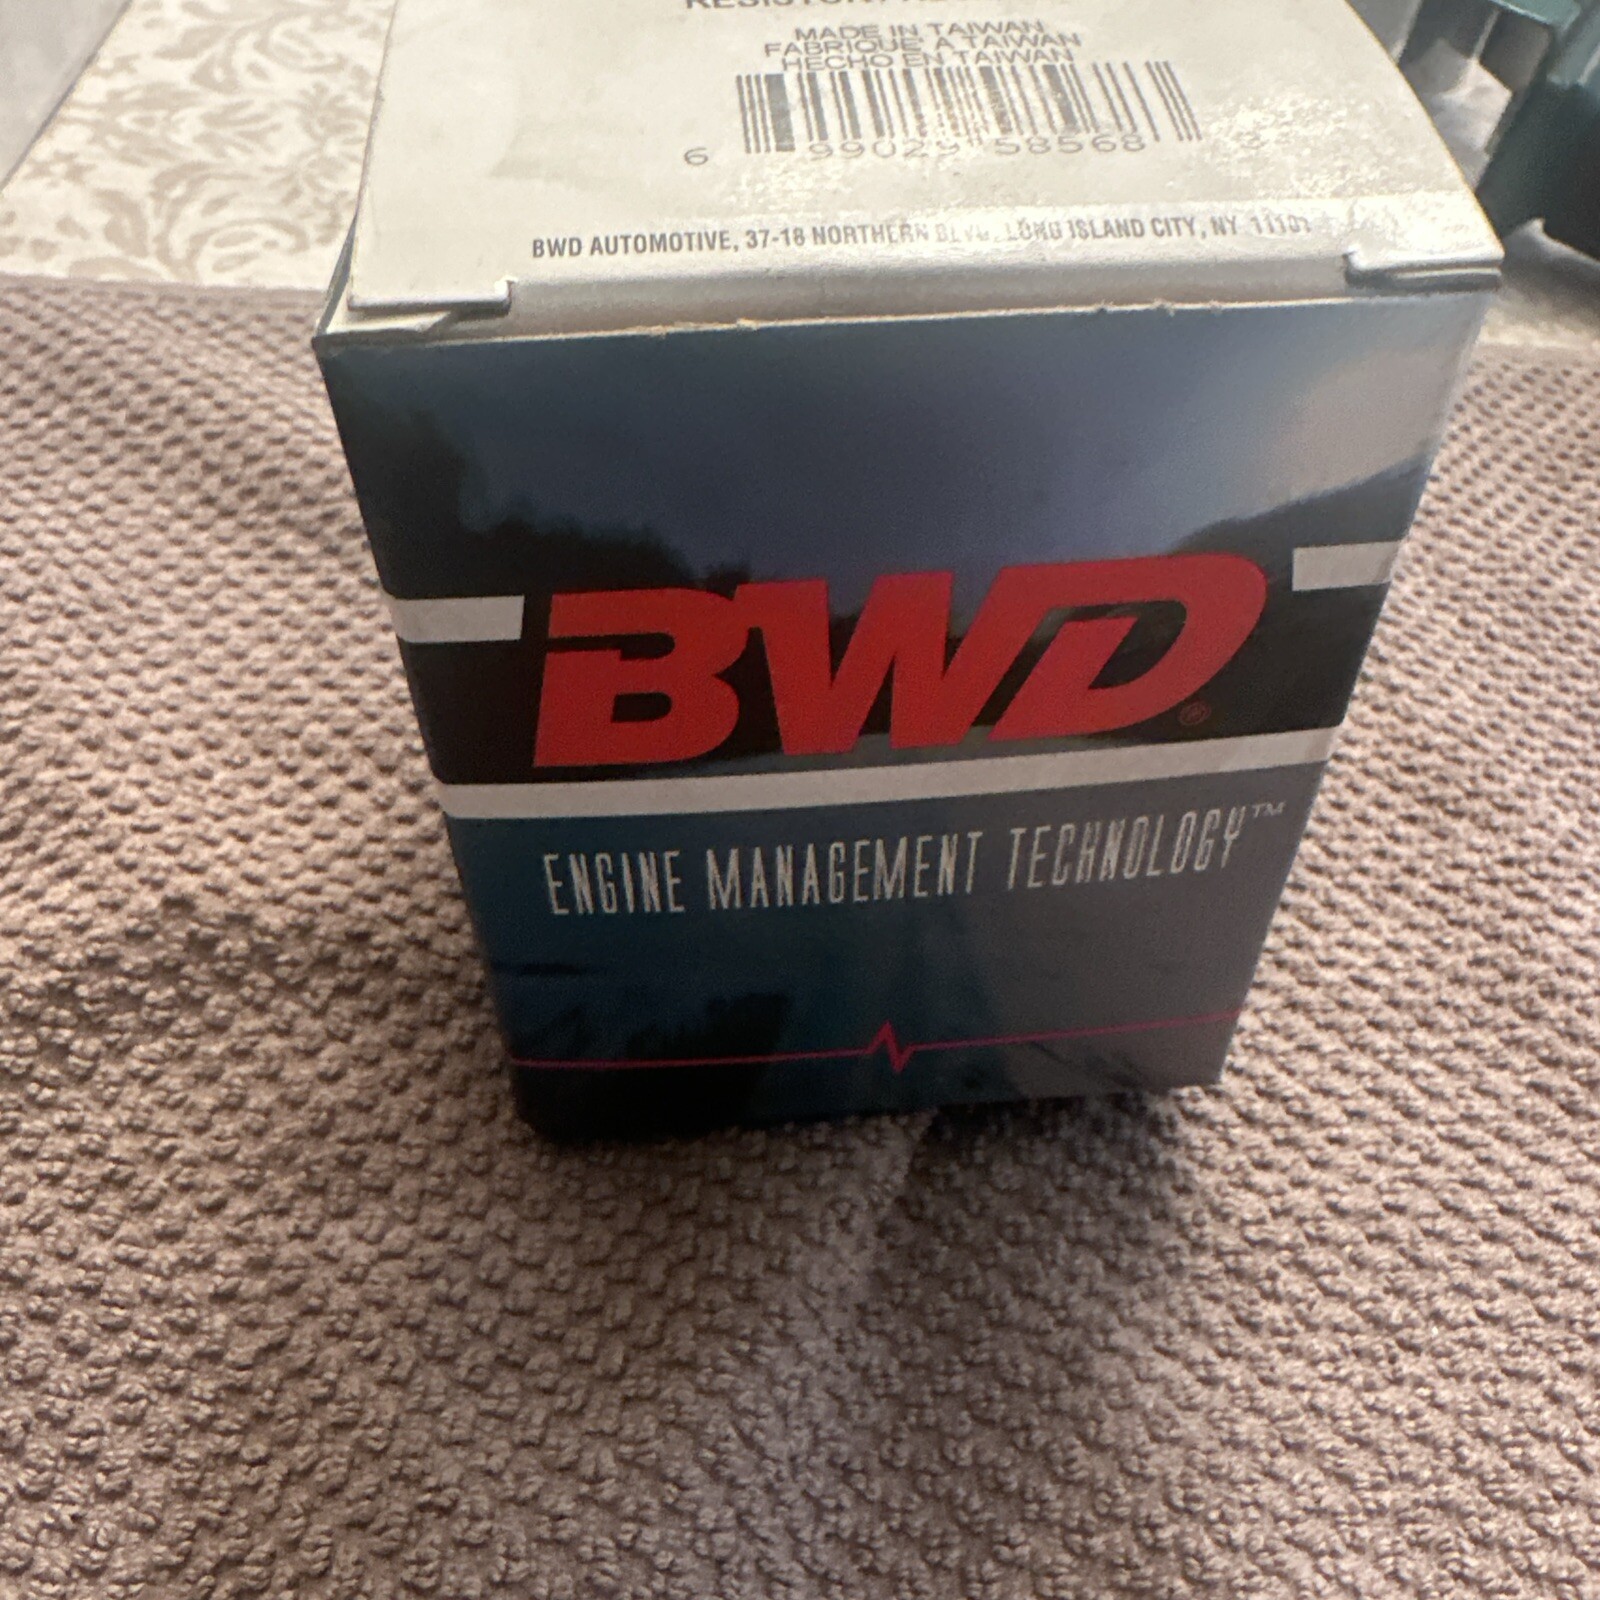 MADE IN TAIWAN
FABRIQUÉ À TAIWAN
HECHO EN TAIWAN
6 99029 58568
BWD AUTOMOTIVE, 37-18 NORTHERN BLVD. LONG ISLAND CITY, NY 11101
BWD®
ENGINE MANAGEMENT TECHNOLOGY™